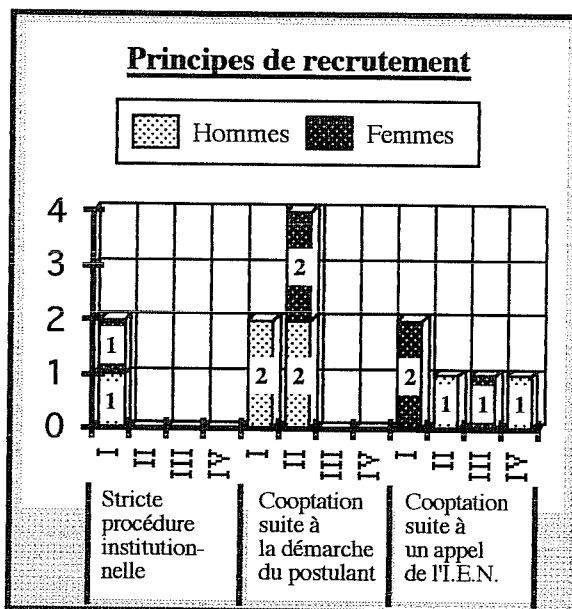 Principes de recrutement
Hommes Femmes
4
3
2
1
0
1
1
2
2
2
2
1
1
1
I II III IV I II III IV I II III IV
Stricte
procédure
institution-
nelle
Cooptation
suite à
la démarche
du postulant
Cooptation
suite à
un appel
de l'I.E.N.